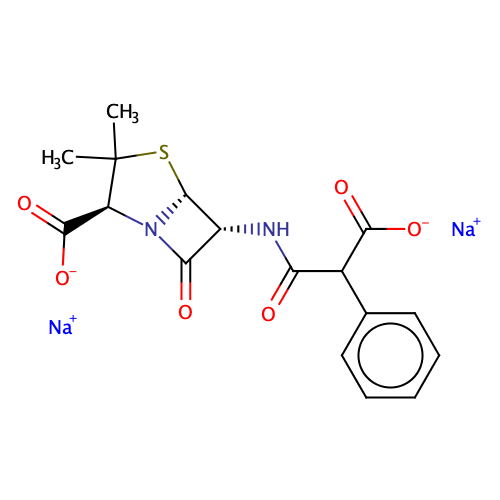 CH₃
H₃C S
O O
N NH O⁻ Na⁺
O⁻ O O
Na⁺